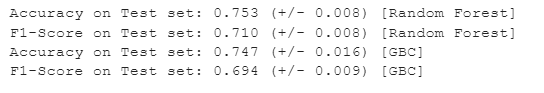 Accuracy on Test set: 0.753 (+/- 0.008) [Random Forest]
F1-Score on Test set: 0.710 (+/- 0.008) [Random Forest]
Accuracy on Test set: 0.747 (+/- 0.016) [GBC]
F1-Score on Test set: 0.694 (+/- 0.009) [GBC]